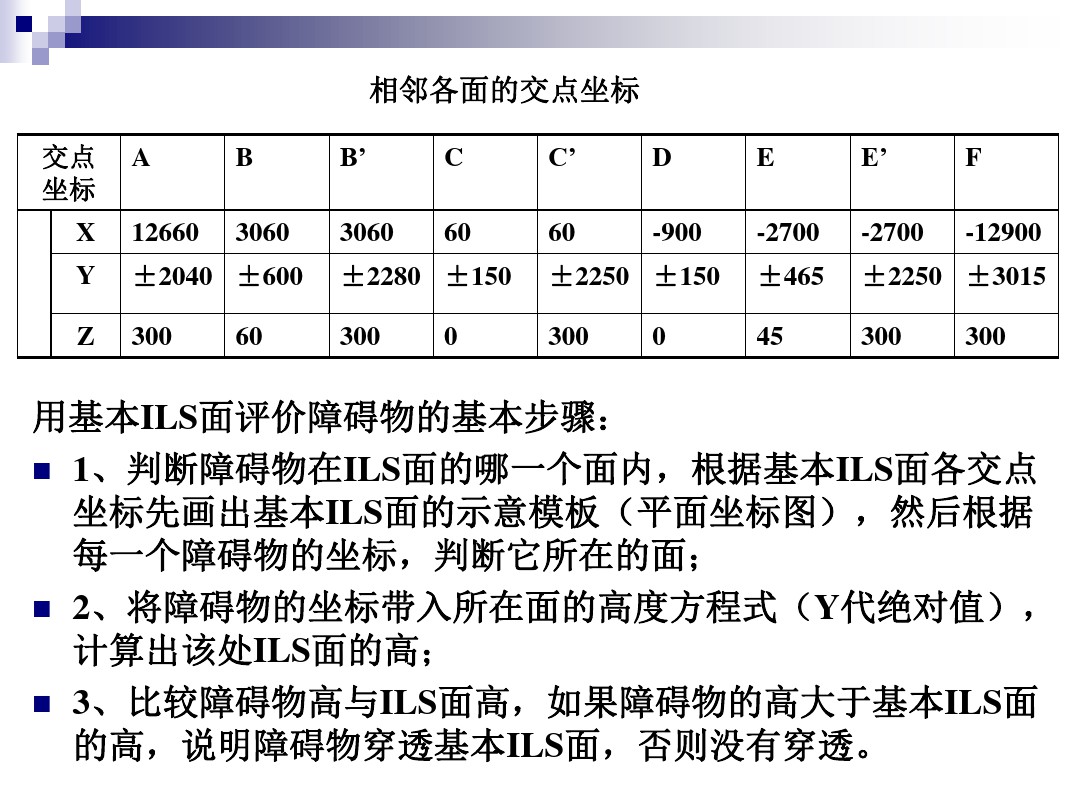 相邻各面的交点坐标
交点 A B B’ C C’ D E E’ F
坐标
X 12660 3060 3060 60 60 -900 -2700 -2700 -12900
Y ±2040 ±600 ±2280 ±150 ±2250 ±150 ±465 ±2250 ±3015
Z 300 60 300 0 300 0 45 300 300
用基本ILS面评价障碍物的基本步骤：
1、判断障碍物在ILS面的哪一个面内，根据基本ILS面各交点
坐标先画出基本ILS面的示意模板（平面坐标图），然后根据
每一个障碍物的坐标，判断它所在的面；
2、将障碍物的坐标带入所在面的高度方程式（Y代绝对值），
计算出该处ILS面的高；
3、比较障碍物高与ILS面高，如果障碍物的高大于基本ILS面
的高，说明障碍物穿透基本ILS面，否则没有穿透。